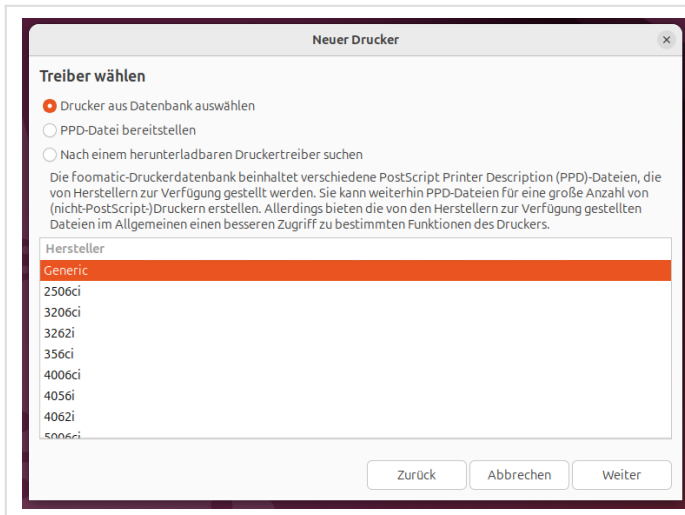 Neuer Drucker
Treiber wählen
Drucker aus Datenbank auswählen
PPD-Datei bereitstellen
Nach einem herunterladbaren Druckertreiber suchen
Die foomatic-Druckerdatenbank beinhaltet verschiedene PostScript Printer Description (PPD)-Dateien, die
von Herstellern zur Verfügung gestellt werden. Sie kann weiterhin PPD-Dateien für eine große Anzahl von
(nicht-PostScript-)Druckern erstellen. Allerdings bieten die von den Herstellern zur Verfügung gestellten
Dateien im Allgemeinen einen besseren Zugriff zu bestimmten Funktionen des Druckers.
Hersteller
Generic
2506ci
3206ci
3262i
356ci
4006ci
4056i
4062i
5006ci
Zurück Abbrechen Weiter